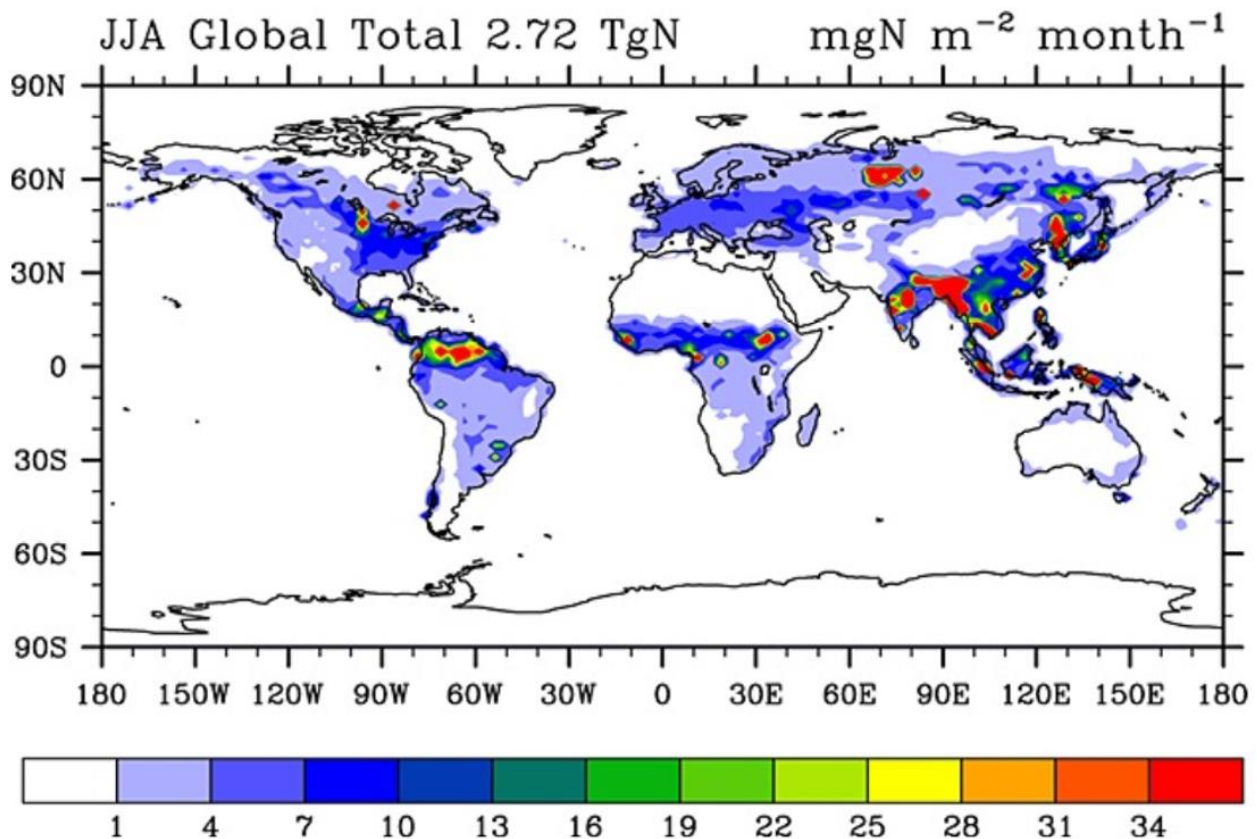 JJA Global Total 2.72 TgN mgN m⁻² month⁻¹
90N
60N
30N
0
30S
60S
90S
180 150W 120W 90W 60W 30W 0 30E 60E 90E 120E 150E 180
1 4 7 10 13 16 19 22 25 28 31 34